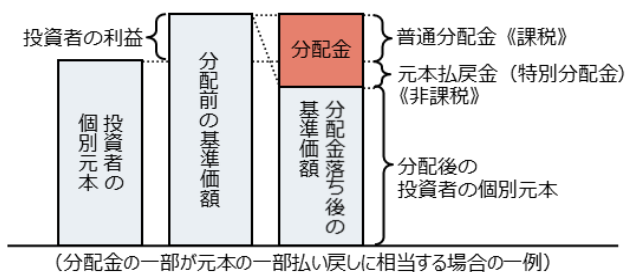 投資者の利益
投資者の
個別元本
分配前の基準価額
分配金
分配金落ち後の
基準価額
普通分配金《課税》
元本払戻金（特別分配金）
《非課税》
分配後の
投資者の個別元本
（分配金の一部が元本の一部払い戻しに相当する場合の一例）